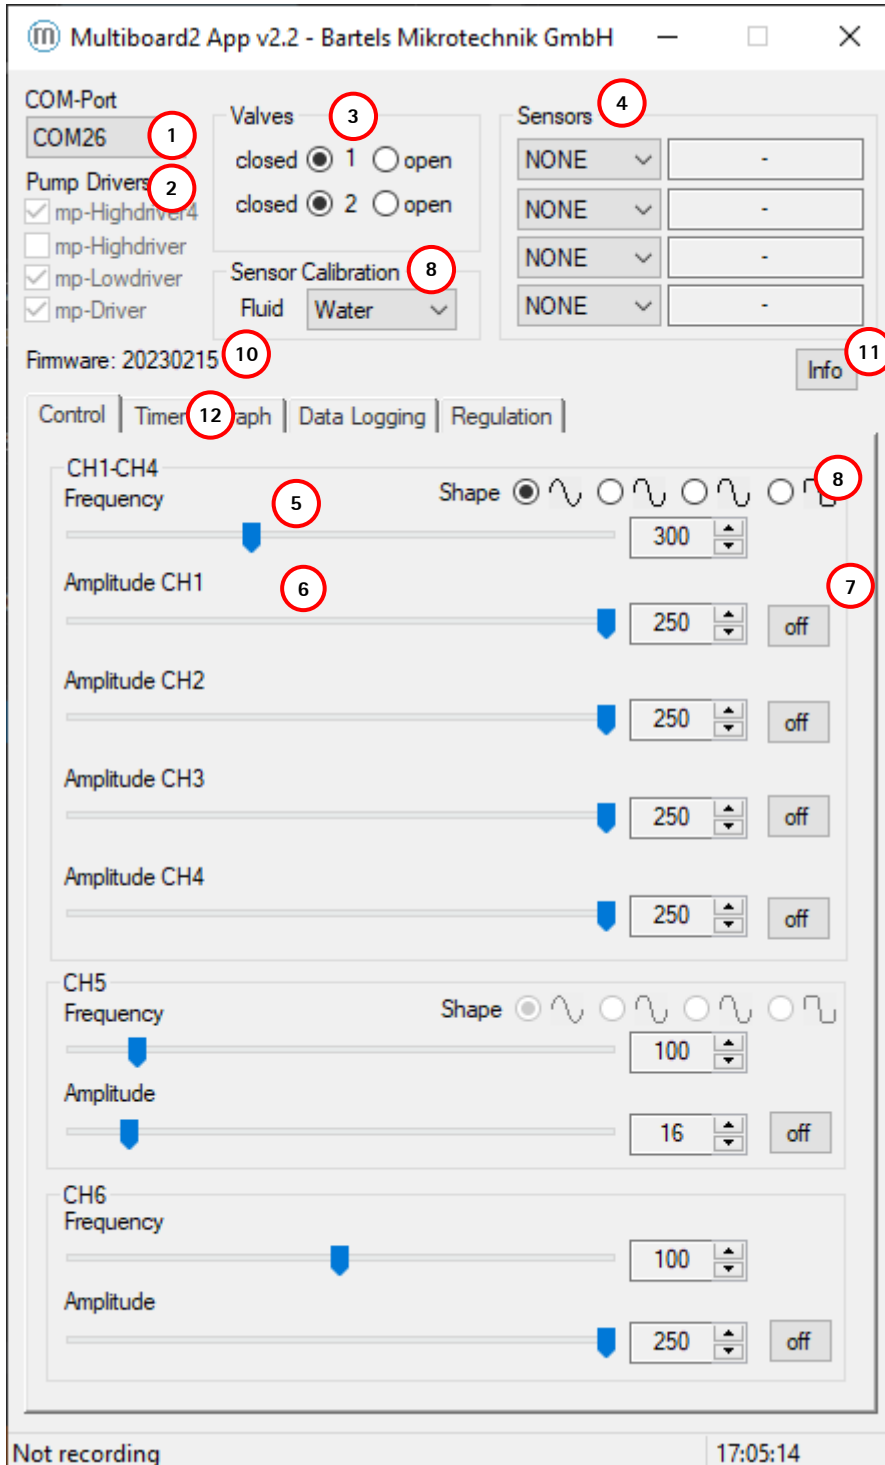 Multiboard2 App v2.2 - Bartels Mikrotechnik GmbH
COM-Port
COM26 1
Pump Drivers 2
mp-Highdriver4
mp-Highdriver
mp-Lowdriver
mp-Driver
Valves 3
closed 1 open
closed 2 open
Sensor Calibration 8
Fluid Water
Sensors 4
NONE -
NONE -
NONE -
NONE -
Firmware: 20230215 10
Info 11
Control Timer 12 raph Data Logging Regulation
CH1-CH4
Frequency 5 Shape 8
300
Amplitude CH1 6 7
250 off
Amplitude CH2
250 off
Amplitude CH3
250 off
Amplitude CH4
250 off
CH5
Frequency Shape
100
Amplitude
16 off
CH6
Frequency
100
Amplitude
250 off
Not recording 17:05:14